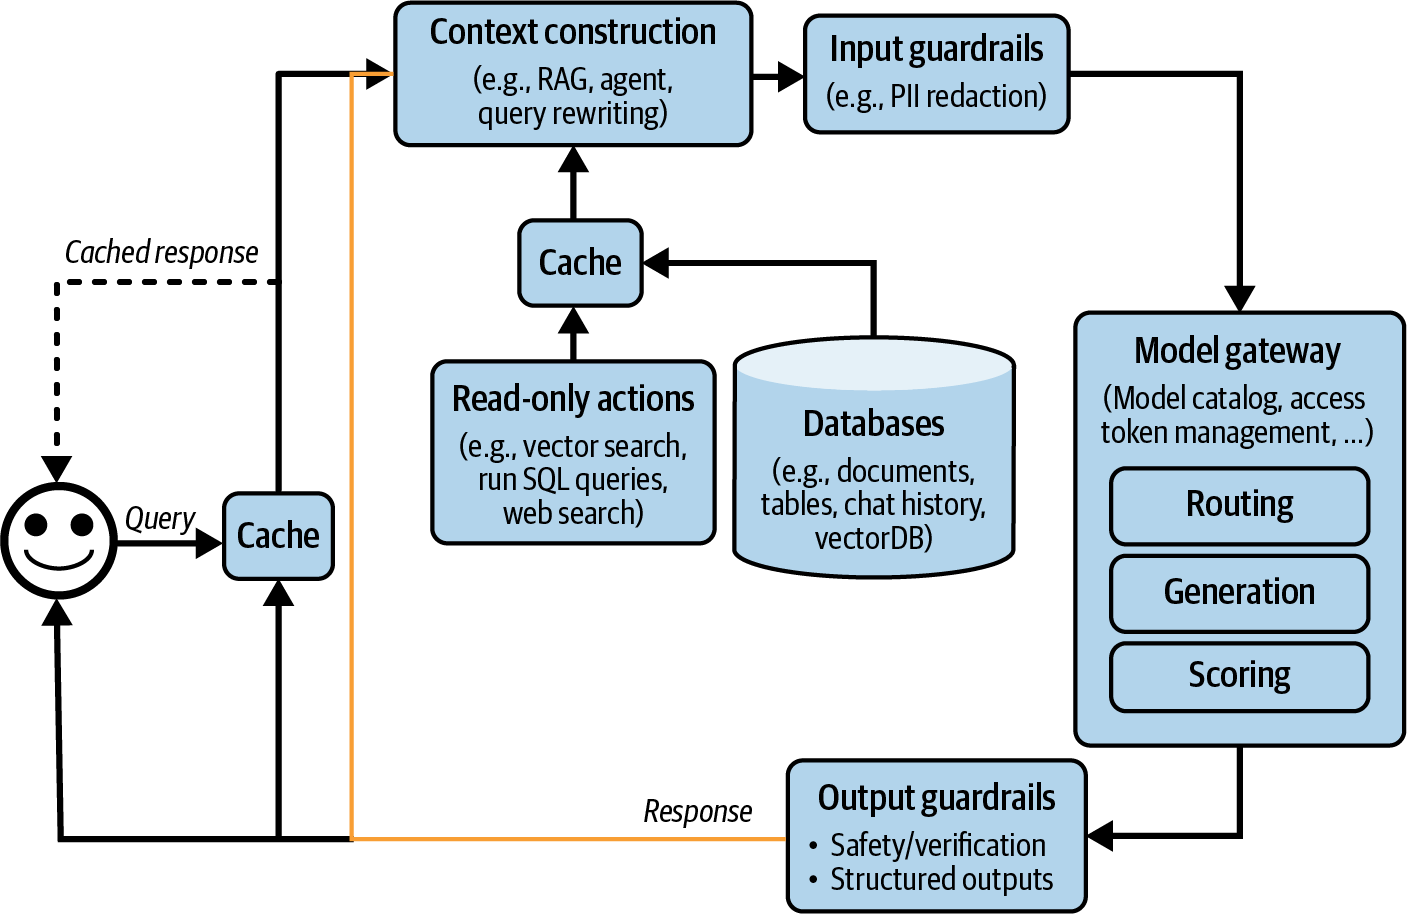 Context construction
(e.g., RAG, agent,
query rewriting)
Input guardrails
(e.g., PII redaction)
Cached response
Cache
Model gateway
(Model catalog, access
token management, ...)
Read-only actions
(e.g., vector search,
run SQL queries,
web search)
Databases
(e.g., documents,
tables, chat history,
vectorDB)
Routing
Query
Cache
Generation
Scoring
Response
Output guardrails
• Safety/verification
• Structured outputs